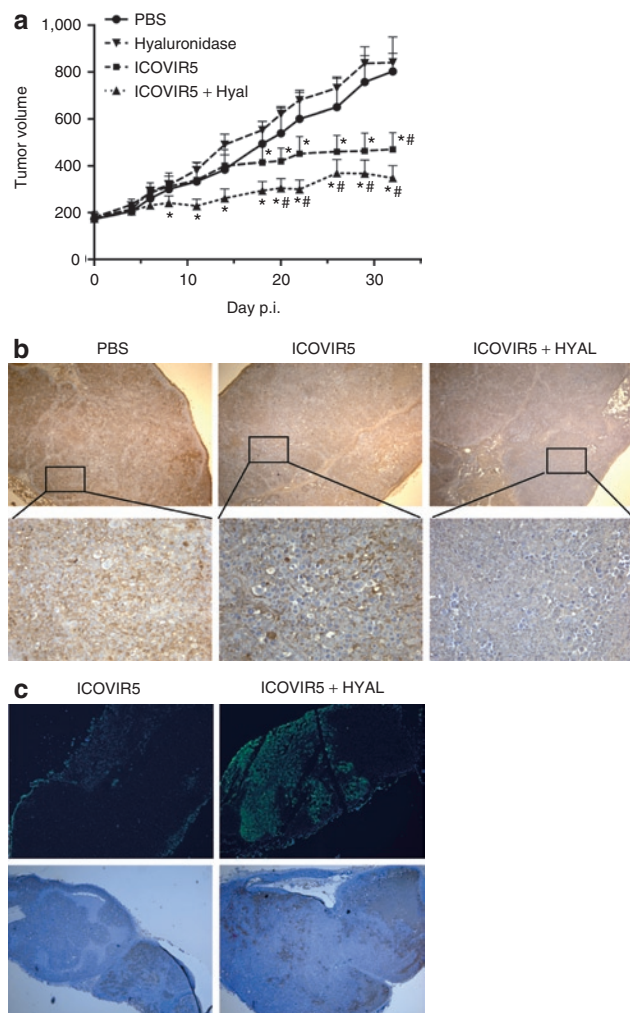 a
PBS
Hyaluronidase
ICOVIR5
ICOVIR5 + Hyal
1,000
800
600
400
200
0
Tumor volume
* * * * * *#
* * * * *# *# *# *# *#
0 10 20 30
Day p.i.
b
PBS ICOVIR5 ICOVIR5 + HYAL
c
ICOVIR5 ICOVIR5 + HYAL